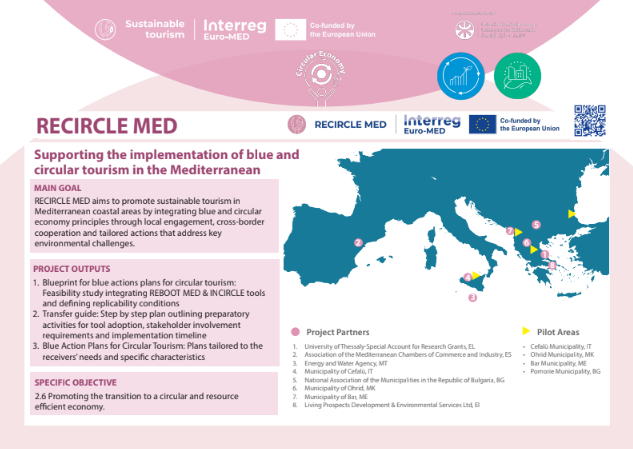 Sustainable
tourism
Interreg
Euro-MED
Co-funded by
the European Union
Circular Economy
RECIRCLE MED
RECIRCLE MED
Interreg
Euro-MED
Co-funded by
the European Union
Supporting the implementation of blue and
circular tourism in the Mediterranean
MAIN GOAL
RECIRCLE MED aims to promote sustainable tourism in
Mediterranean coastal areas by integrating blue and circular
economy principles through local engagement, cross-border
cooperation and tailored actions that address key
environmental challenges.
PROJECT OUTPUTS
1. Blueprint for blue actions plans for circular tourism:
Feasibility study integrating REBOOT MED & INCIRCLE tools
and defining replicability conditions
2. Transfer guide: Step by step plan outlining preparatory
activities for tool adoption, stakeholder involvement
requirements and implementation timeline
3. Blue Action Plans for Circular Tourism: Plans tailored to the
receivers' needs and specific characteristics
SPECIFIC OBJECTIVE
2.6 Promoting the transition to a circular and resource
efficient economy.
2
7
5
6
1
8
4
3
Project Partners
1. University of Thessaly-Special Account for Research Grants, EL
2. Association of the Mediterranean Chambers of Commerce and Industry, ES
3. Energy and Water Agency, MT
4. Municipality of Cefalù, IT
5. National Association of the Municipalities in the Republic of Bulgaria, BG
6. Municipality of Ohrid, MK
7. Municipality of Bar, ME
8. Living Prospects Development & Environmental Services Ltd, El
Pilot Areas
• Cefalù Municipality, IT
• Ohrid Municipality, MK
• Bar Municipality, ME
• Pomorie Municipality, BG